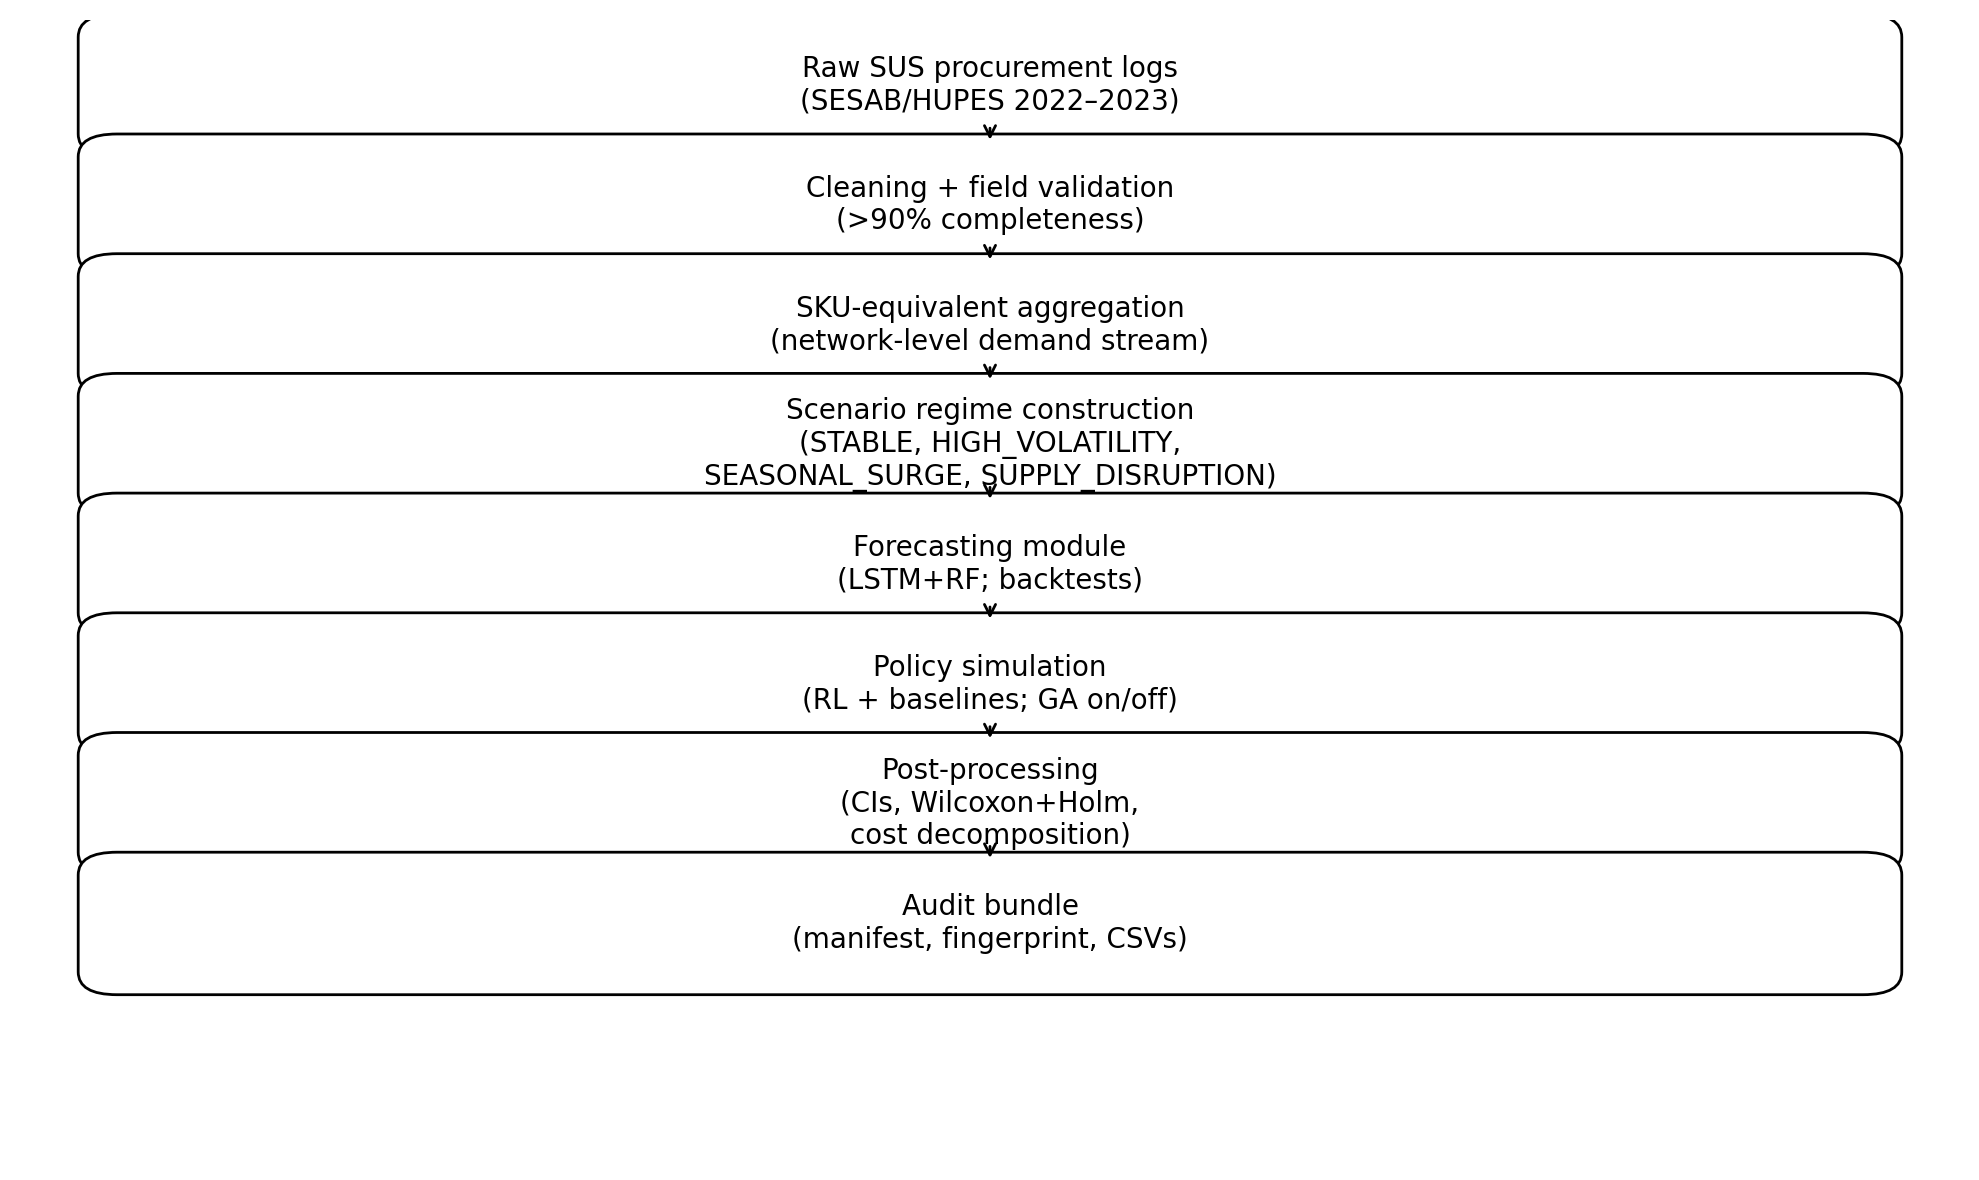 Raw SUS procurement logs
(SESAB/HUPES 2022–2023)
Cleaning + field validation
(>90% completeness)
SKU-equivalent aggregation
(network-level demand stream)
Scenario regime construction
(STABLE, HIGH_VOLATILITY,
SEASONAL_SURGE, SUPPLY_DISRUPTION)
Forecasting module
(LSTM+RF; backtests)
Policy simulation
(RL + baselines; GA on/off)
Post-processing
(CIs, Wilcoxon+Holm,
cost decomposition)
Audit bundle
(manifest, fingerprint, CSVs)